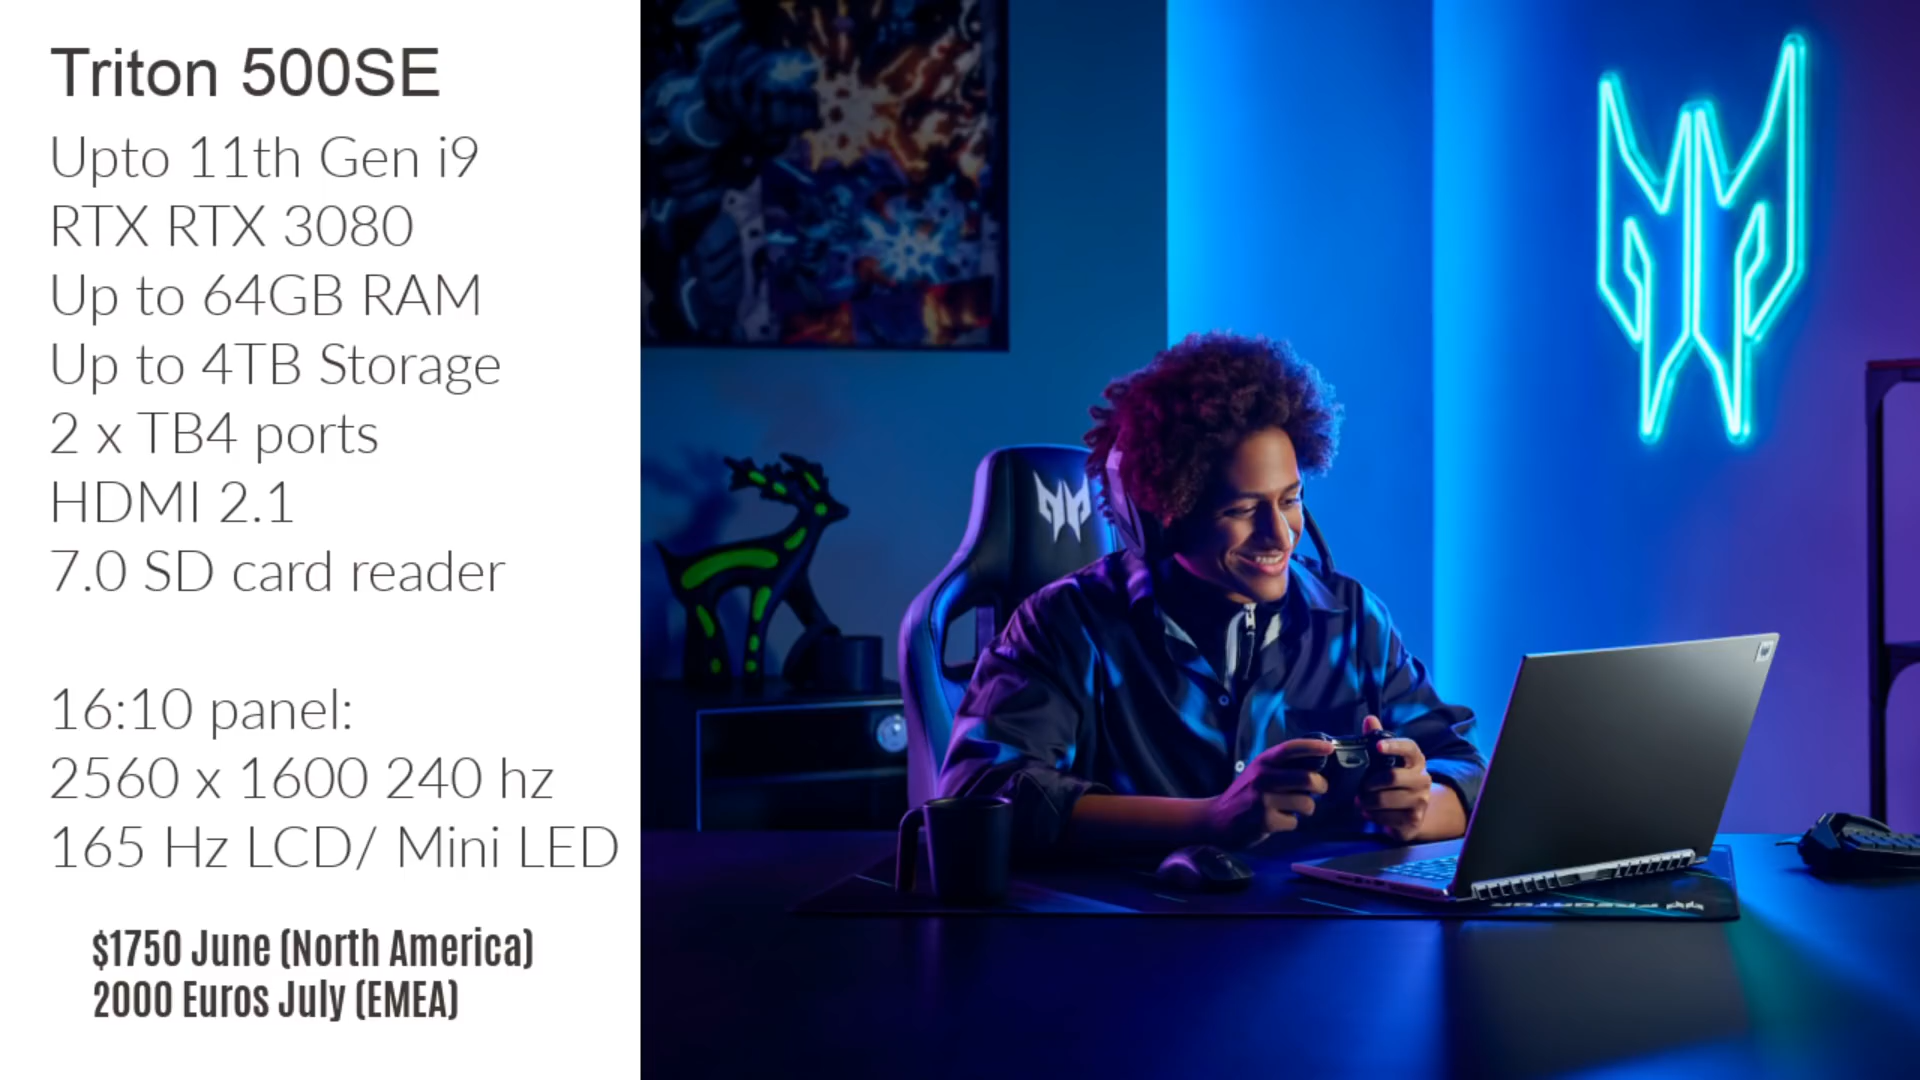 Triton 500SE
Upto 11th Gen i9
RTX RTX 3080
Up to 64GB RAM
Up to 4TB Storage
2 x TB4 ports
HDMI 2.1
7.0 SD card reader
16:10 panel:
2560 x 1600 240 hz
165 Hz LCD/ Mini LED
$1750 June (North America)
2000 Euros July (EMEA)
PREDATOR